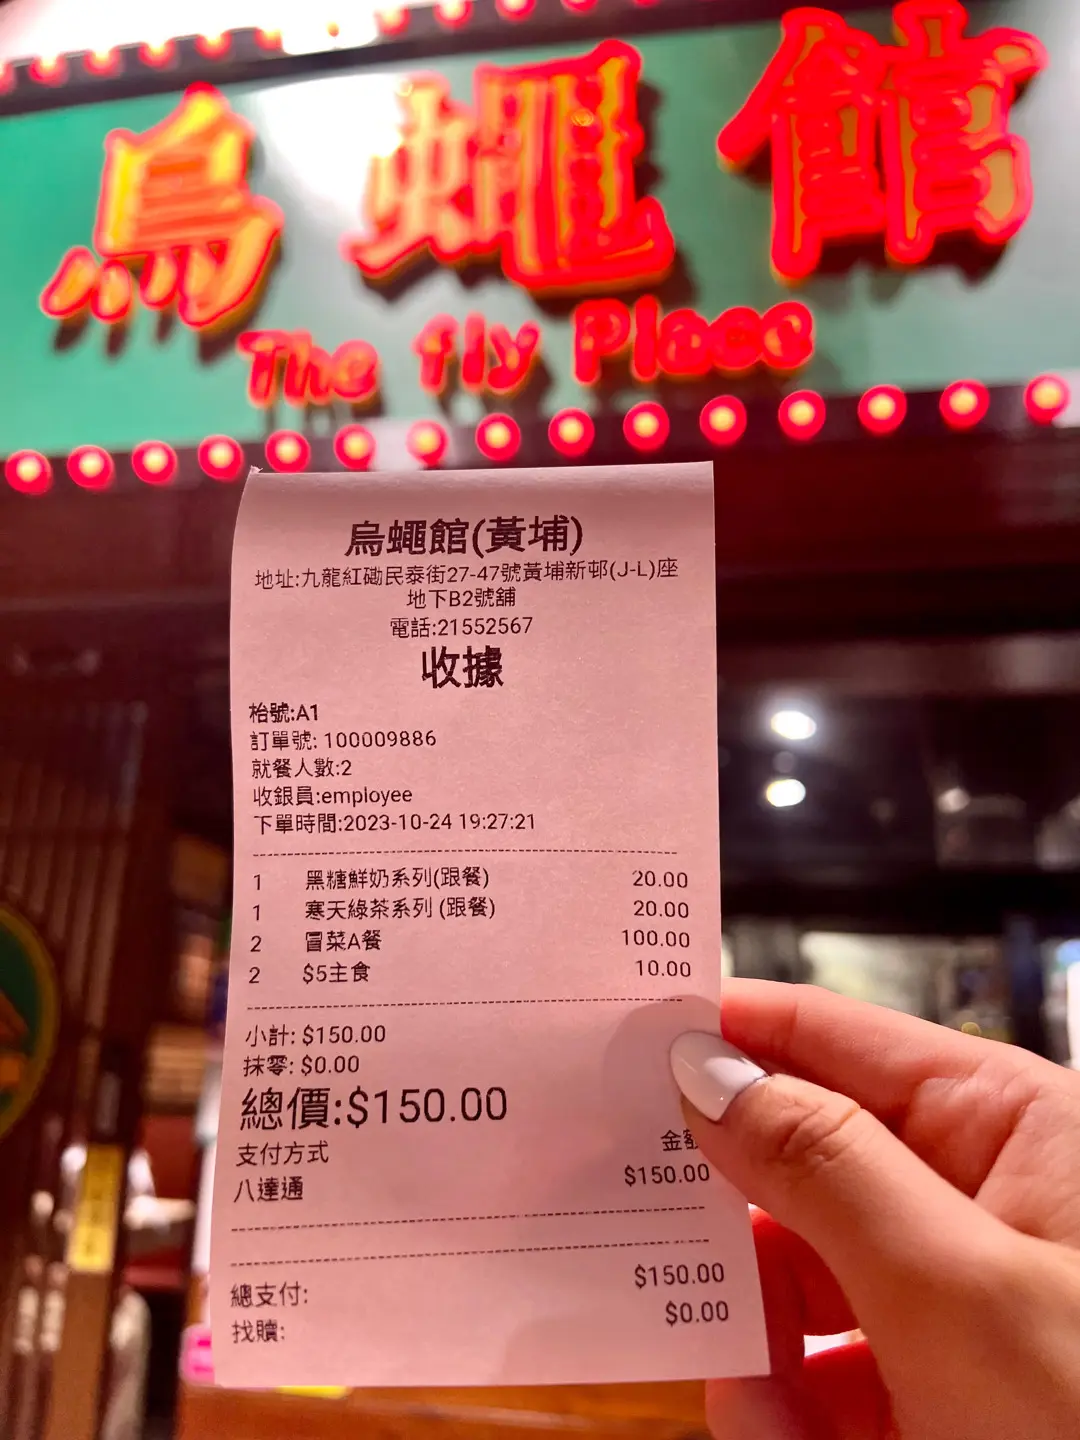 烏蠅館
The fly Place
烏蠅館(黃埔)
地址:九龍紅磡民泰街27-47號黃埔新邨(J-L)座
地下B2號舖
電話:21552567
收據
枱號:A1
訂單號: 100009886
就餐人數:2
收銀員:employee
下單時間:2023-10-24 19:27:21
1 黑糖鮮奶系列(跟餐) 20.00
1 寒天綠茶系列 (跟餐) 20.00
2 冒菜A餐 100.00
2 $5主食 10.00
小計: $150.00
抹零: $0.00
總價:$150.00
支付方式 金額
八達通 $150.00
總支付: $150.00
找贖: $0.00